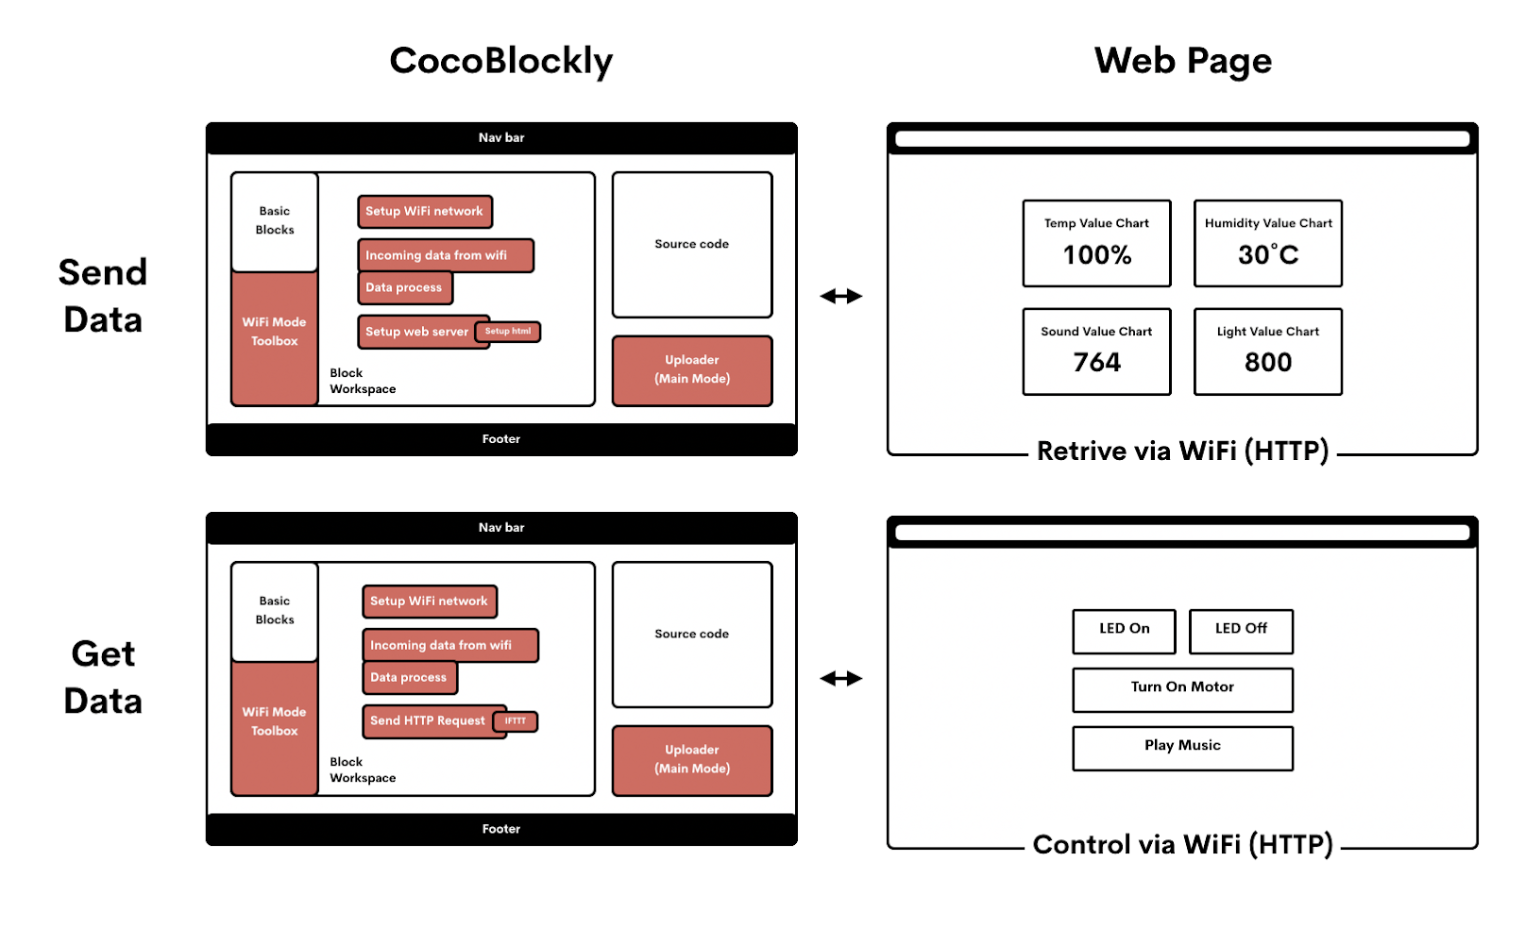 CocoBlockly
Web Page
Send
Data
Nav bar
Basic
Blocks
WiFi Mode
Toolbox
Setup WiFi network
Incoming data from wifi
Data process
Setup web server
Setup html
Block
Workspace
Source code
Uploader
(Main Mode)
Footer
Temp Value Chart
100%
Humidity Value Chart
30°C
Sound Value Chart
764
Light Value Chart
800
Retrive via WiFi (HTTP)
Get
Data
Nav bar
Basic
Blocks
WiFi Mode
Toolbox
Setup WiFi network
Incoming data from wifi
Data process
Send HTTP Request
IFTTT
Block
Workspace
Source code
Uploader
(Main Mode)
Footer
LED On
LED Off
Turn On Motor
Play Music
Control via WiFi (HTTP)